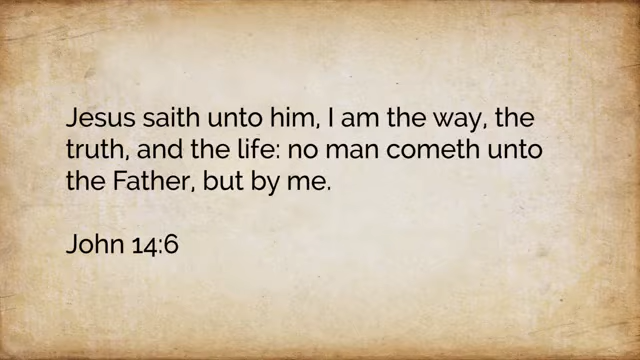 Jesus saith unto him, I am the way, the
truth, and the life: no man cometh unto
the Father, but by me.
John 14:6